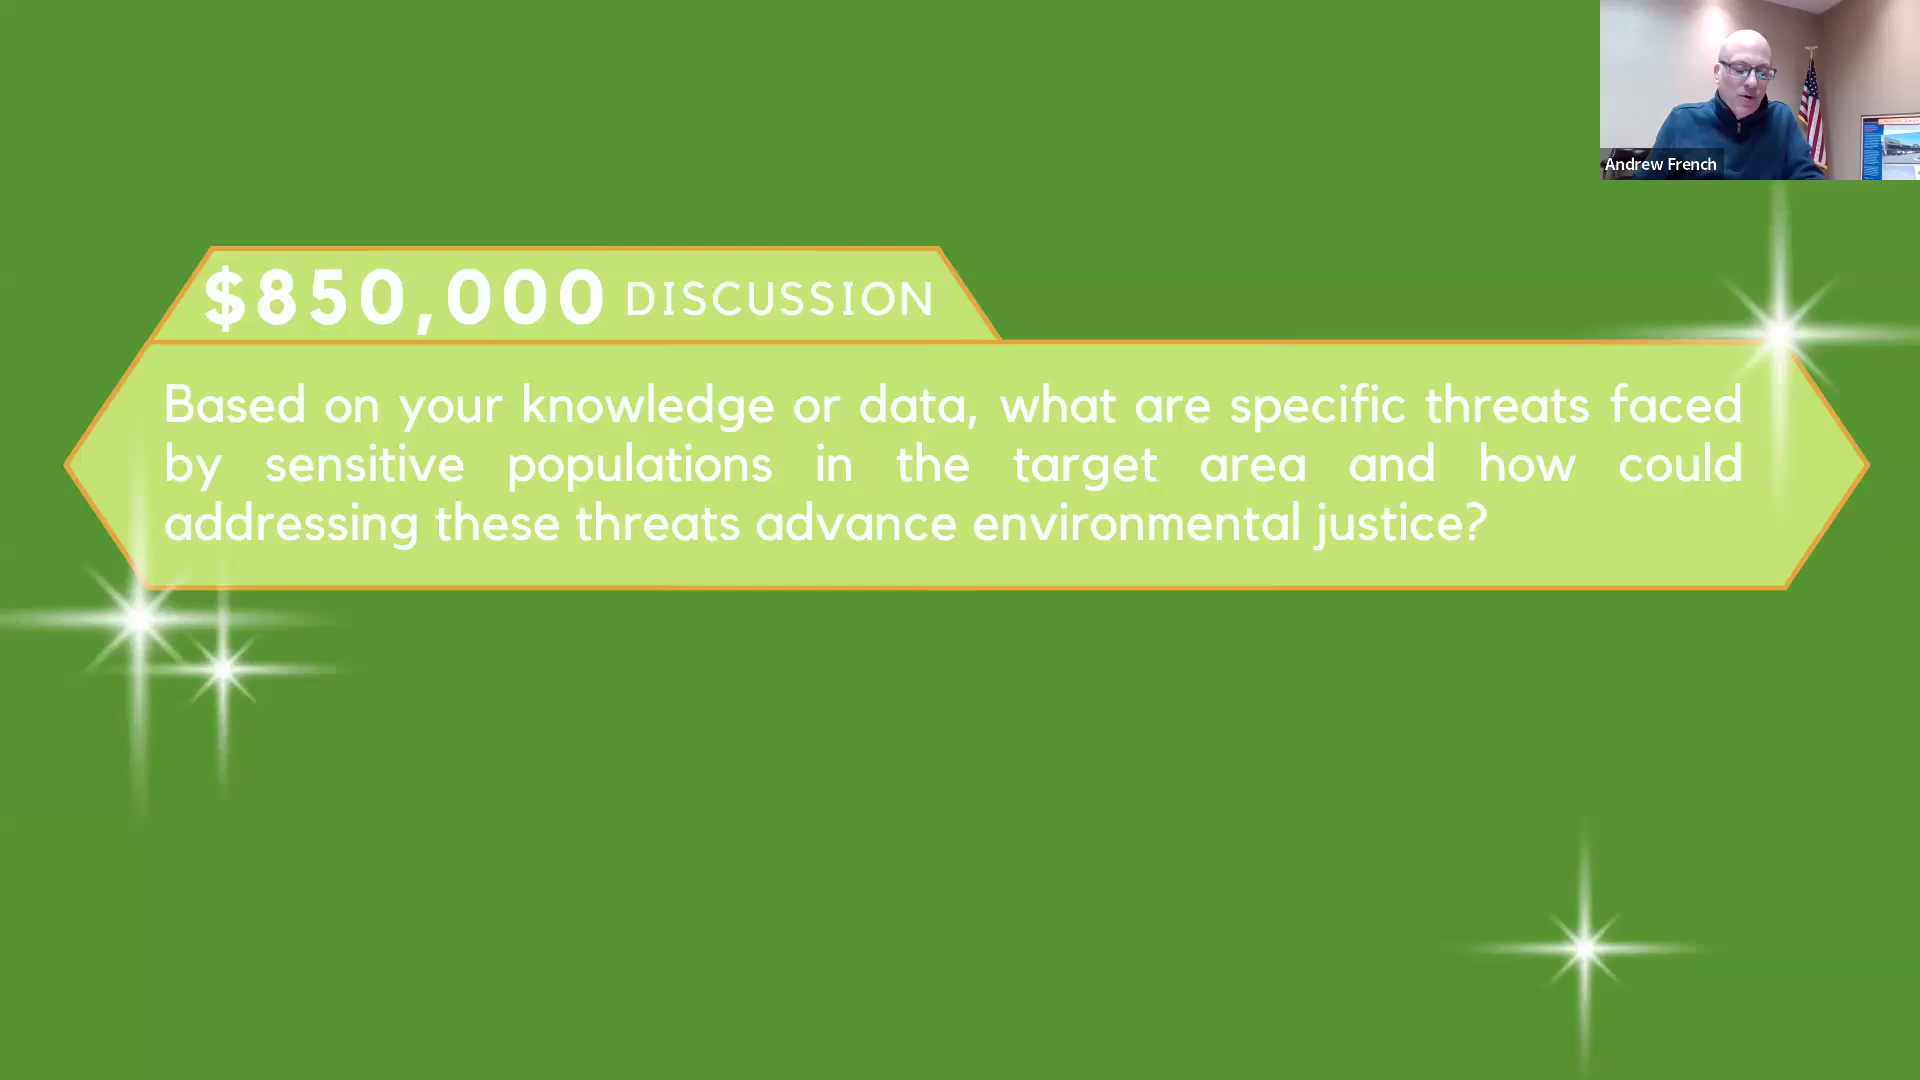 Andrew French
$850,000 DISCUSSION
Based on your knowledge or data, what are specific threats faced
by sensitive populations in the target area and how could
addressing these threats advance environmental justice?